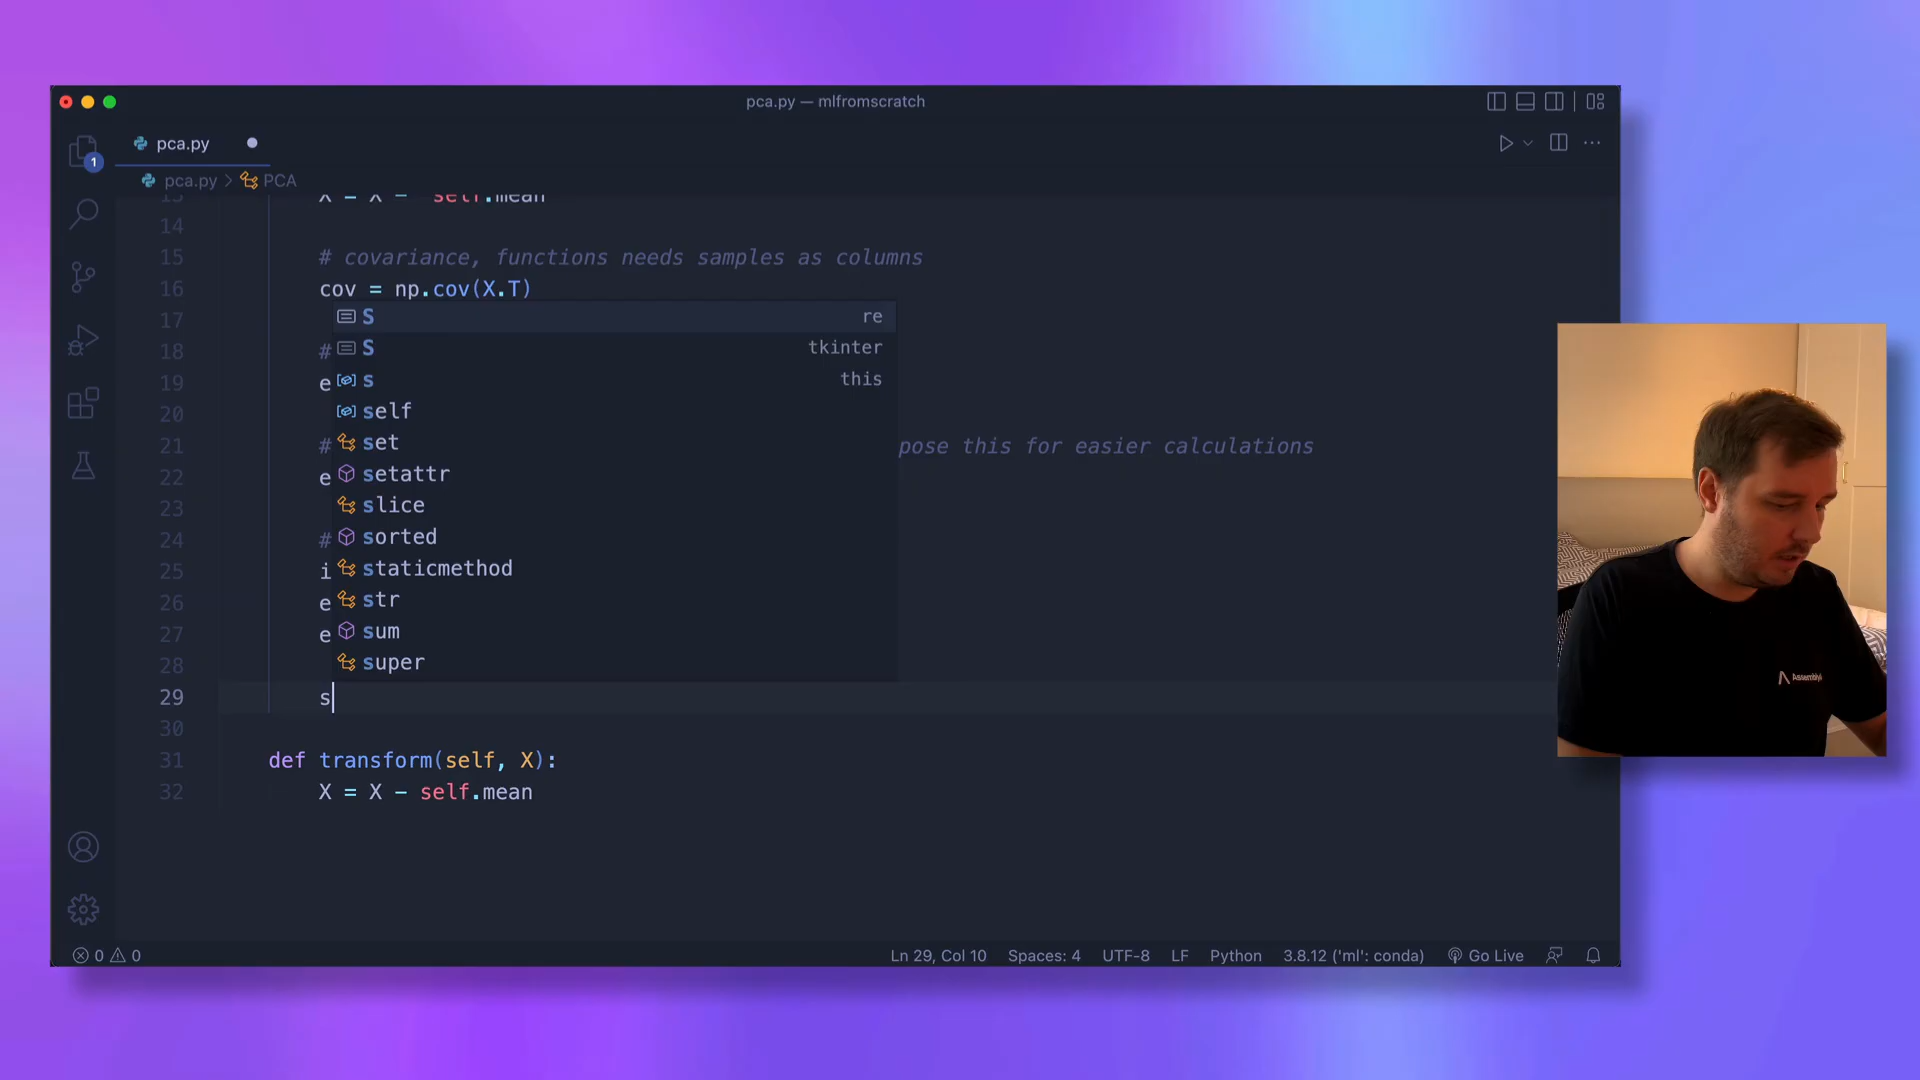 pca.py — mlfromscratch
pca.py
1
pca.py > PCA
13 X = X - self.mean
14
15 # covariance, functions needs samples as columns
16 cov = np.cov(X.T)
17
18 #
19 e
20
21 # pose this for easier calculations
22 e
23
24 #
25 i
26 e
27 e
28
29 s
30
31 def transform(self, X):
32 X = X - self.mean
S re
S tkinter
s this
self
set
setattr
slice
sorted
staticmethod
str
sum
super
0 0
Ln 29, Col 10 Spaces: 4 UTF-8 LF Python 3.8.12 ('ml': conda) Go Live